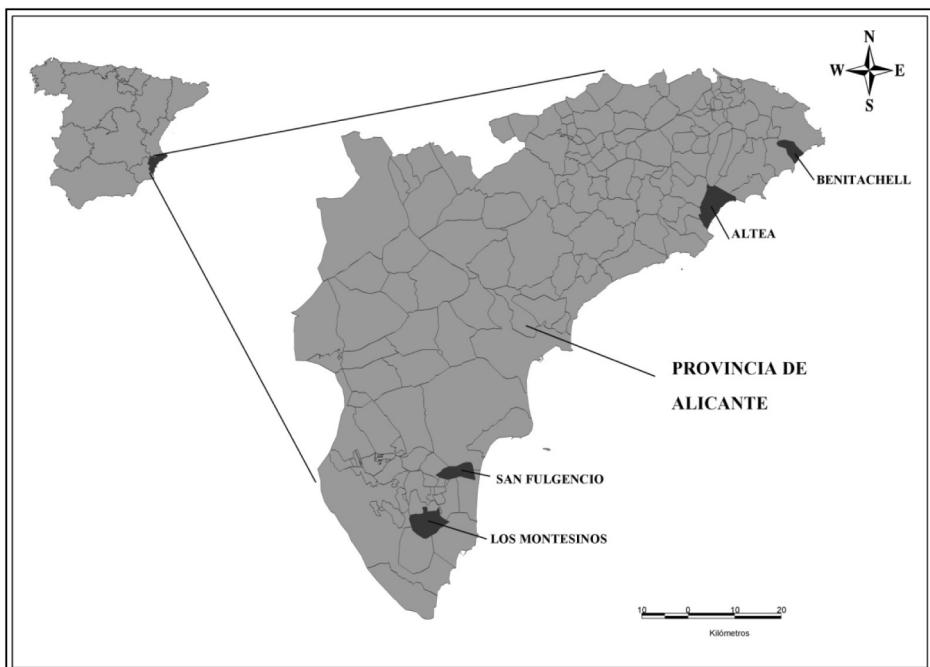 N
W E
S
BENITACHELL
ALTEA
PROVINCIA DE
ALICANTE
SAN FULGENCIO
LOS MONTESINOS
10 0 10 20
Kilómetros